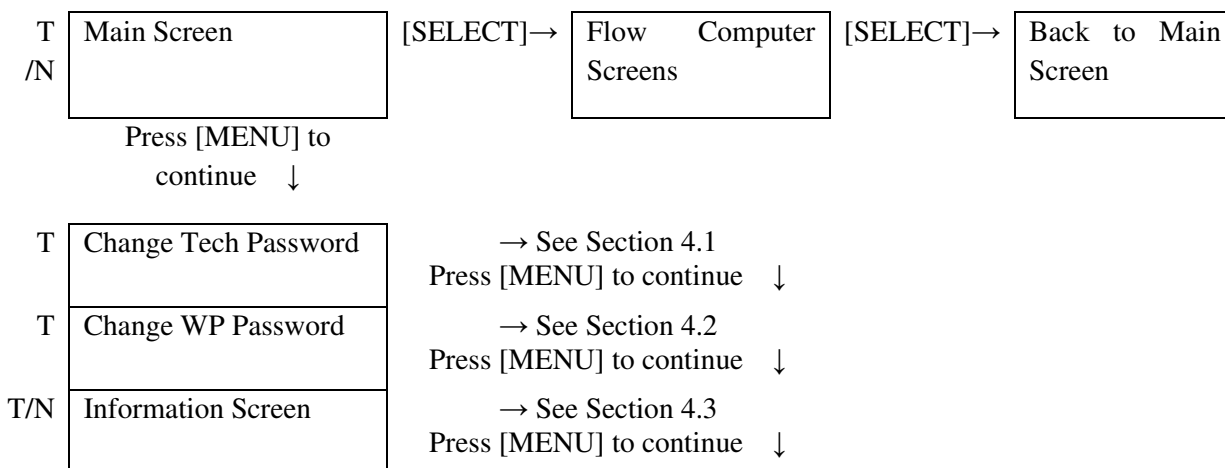 T Main Screen [SELECT]→ Flow Computer [SELECT]→ Back to Main
/N Screens Screen
Press [MENU] to
continue ↓
T Change Tech Password → See Section 4.1
Press [MENU] to continue ↓
T Change WP Password → See Section 4.2
Press [MENU] to continue ↓
T/N Information Screen → See Section 4.3
Press [MENU] to continue ↓